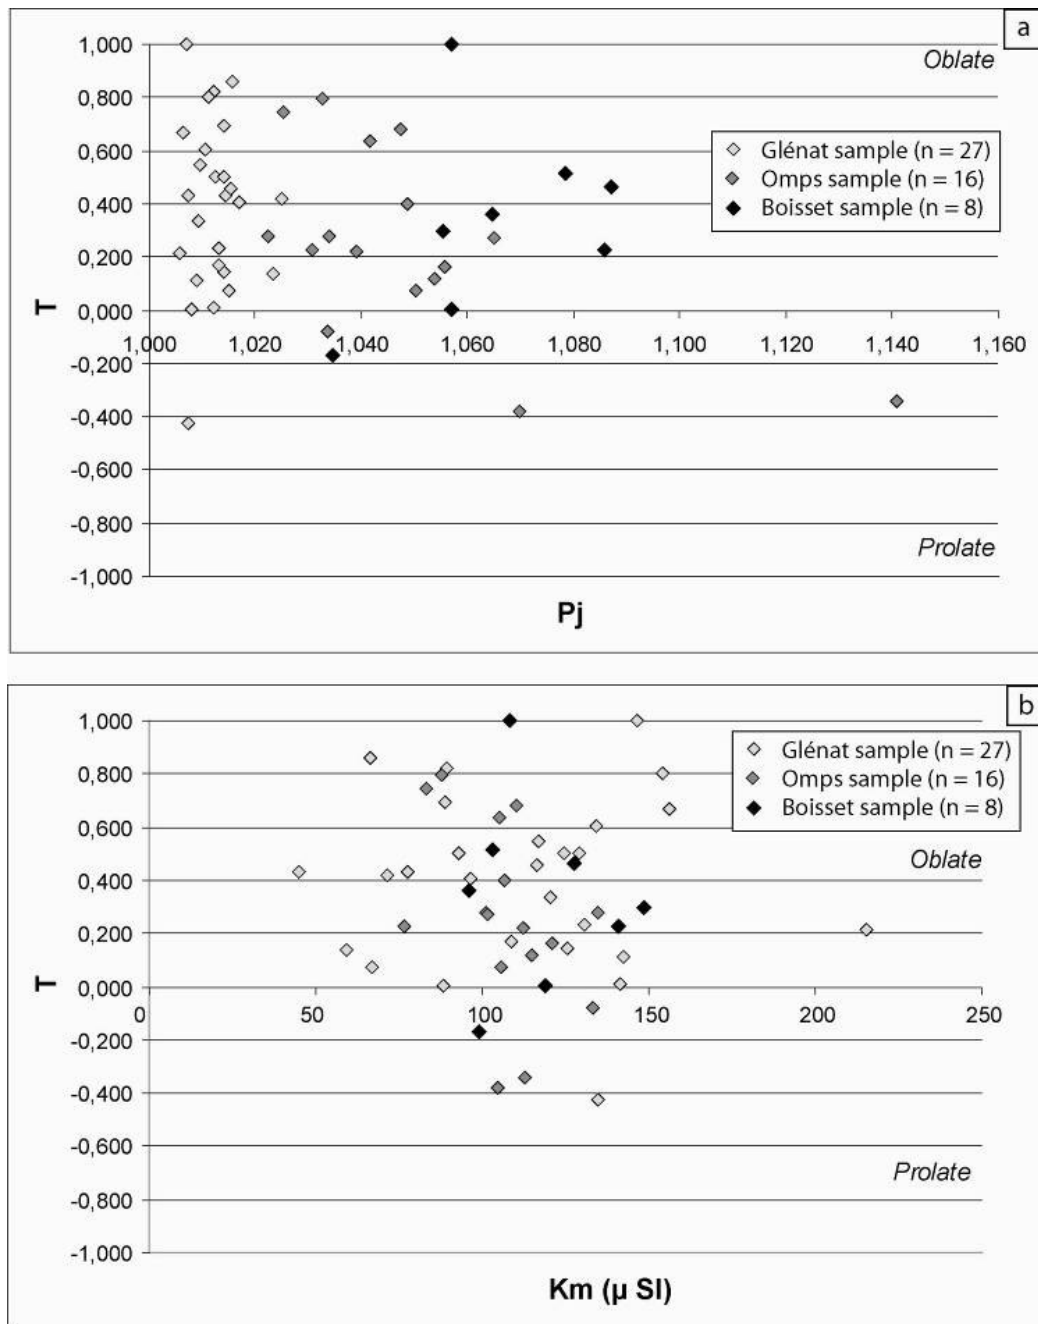 a
1,000
Oblate
0,800
0,600
Glénat sample (n = 27)
Omps sample (n = 16)
Boisset sample (n = 8)
0,400
0,200
T
0,000
1,000 1,020 1,040 1,060 1,080 1,100 1,120 1,140 1,160
-0,200
-0,400
-0,600
-0,800
Prolate
-1,000
Pj
b
1,000
Glénat sample (n = 27)
0,800
Omps sample (n = 16)
Boisset sample (n = 8)
0,600
Oblate
0,400
0,200
T
0,000
0 50 100 150 200 250
-0,200
-0,400
-0,600
Prolate
-0,800
-1,000
Km (µ SI)